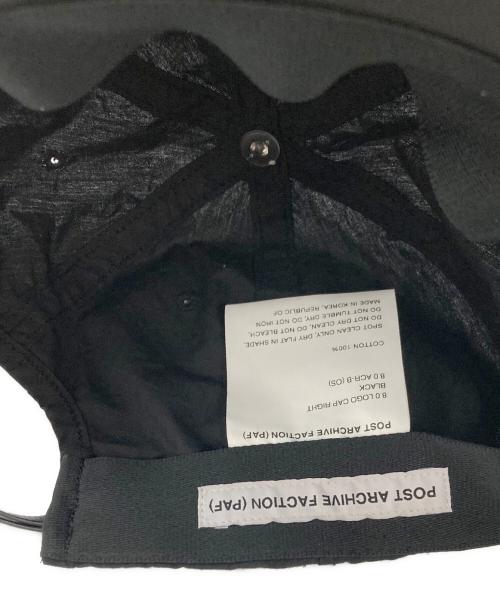 POST ARCHIVE FACTION (PAF)
POST ARCHIVE FACTION (PAF)
8.0 LOGO CAP RIGHT
BLACK
8.0 ACR-B (OS)
COTTON 100%
SPOT CLEAN ONLY, DRY FLAT IN SHADE.
DO NOT DRY CLEAN, DO NOT BLEACH.
DO NOT TUMBLE DRY, DO NOT IRON
MADE IN KOREA, REPUBLIC OF